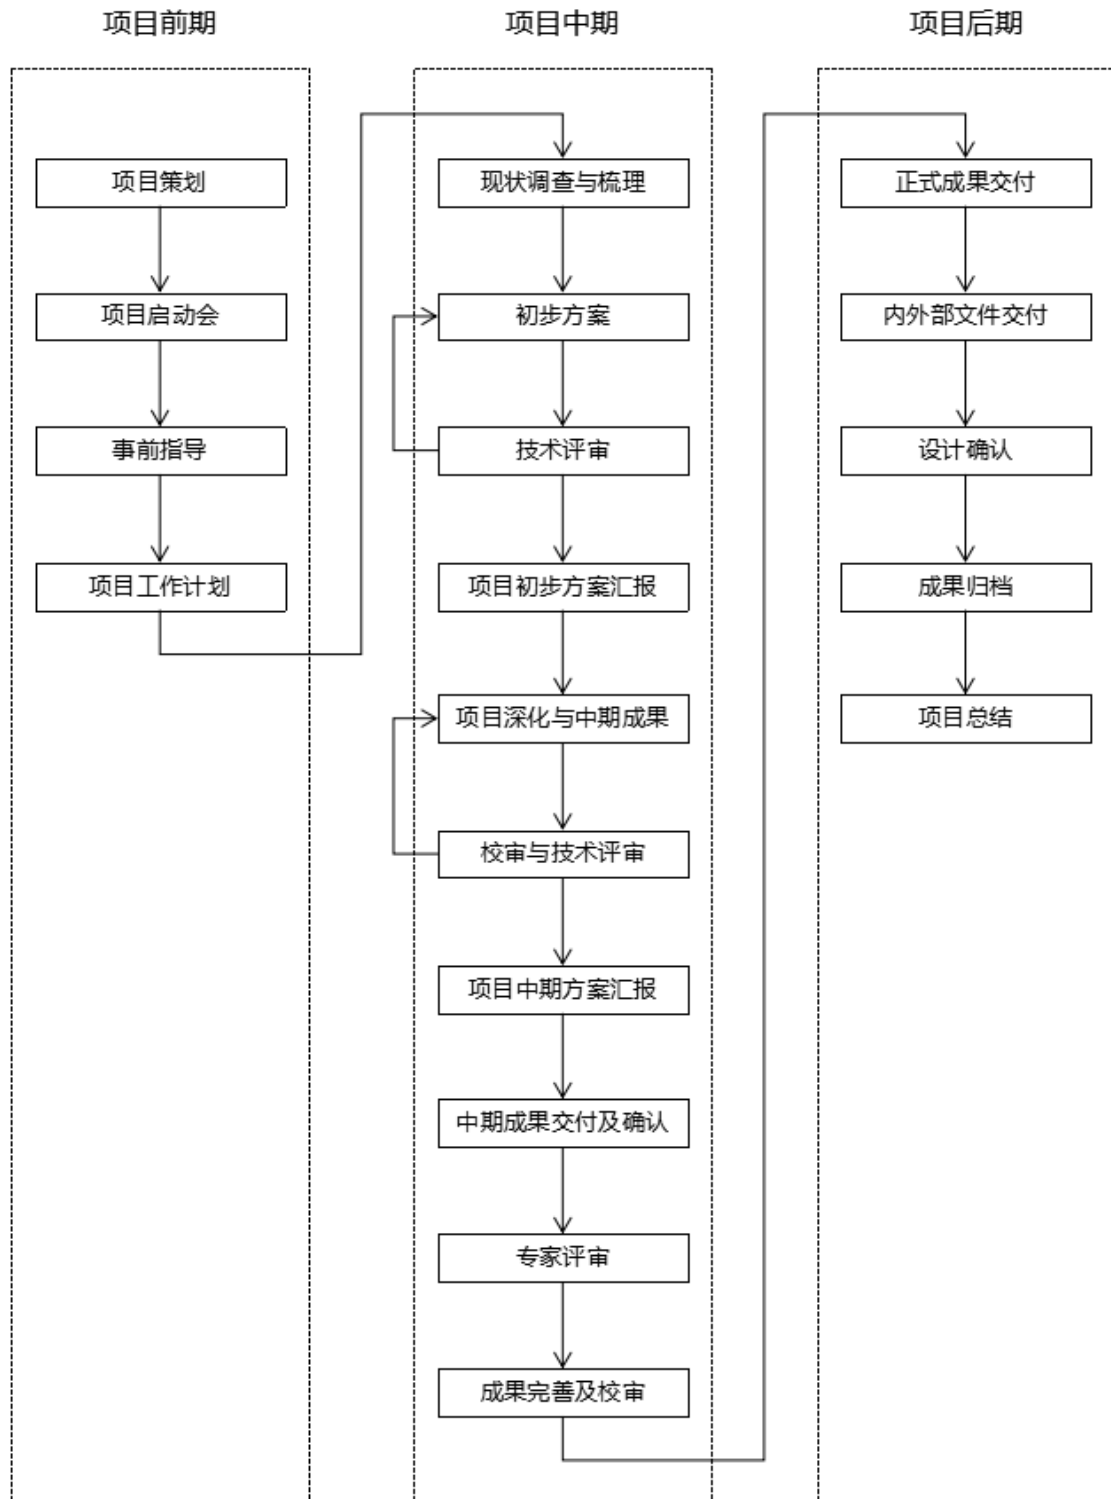 项目前期
项目策划
项目启动会
事前指导
项目工作计划
项目中期
现状调查与梳理
初步方案
技术评审
项目初步方案汇报
项目深化与中期成果
校审与技术评审
项目中期方案汇报
中期成果交付及确认
专家评审
成果完善及校审
项目后期
正式成果交付
内外部文件交付
设计确认
成果归档
项目总结